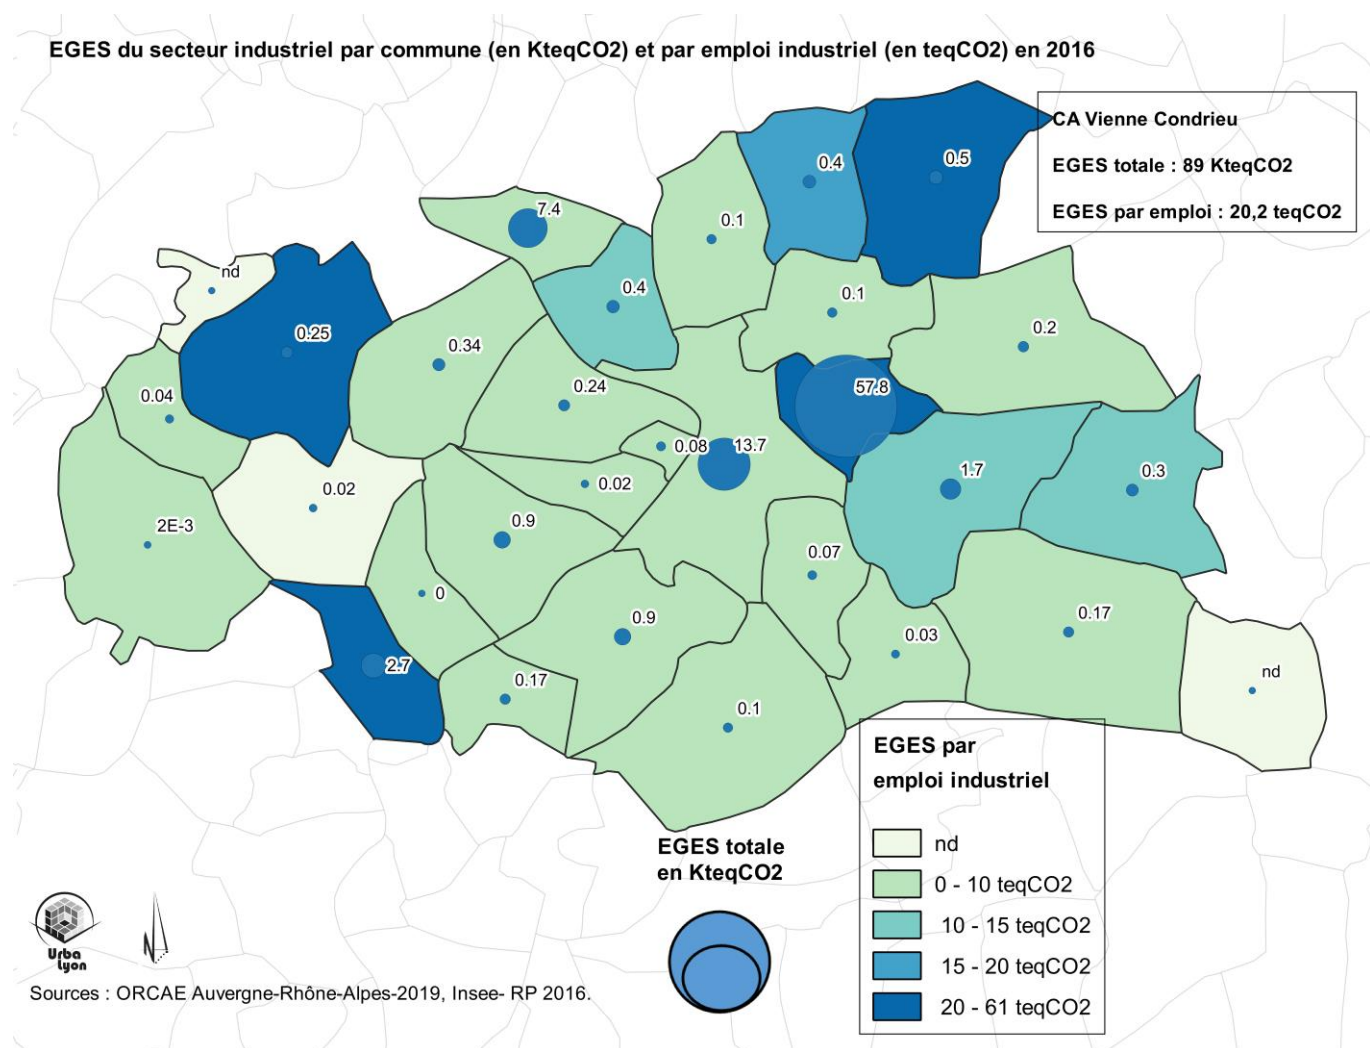 EGES du secteur industriel par commune (en KteqCO2) et par emploi industriel (en teqCO2) en 2016
CA Vienne Condrieu
EGES totale : 89 KteqCO2
EGES par emploi : 20,2 teqCO2
0.4
0.5
7.4
0.1
nd
0.4
0.1
0.25
0.34
0.2
0.24
57.8
0.04
0.08
13.7
0.02
0.02
1.7
0.3
2E-3
0.9
0.07
0
0.9
0.03
0.17
2.7
0.17
0.1
nd
EGES par
emploi industriel
nd
0 - 10 teqCO2
10 - 15 teqCO2
15 - 20 teqCO2
20 - 61 teqCO2
EGES totale
en KteqCO2
Urba
Lyon
N
Sources : ORCAE Auvergne-Rhône-Alpes-2019, Insee- RP 2016.